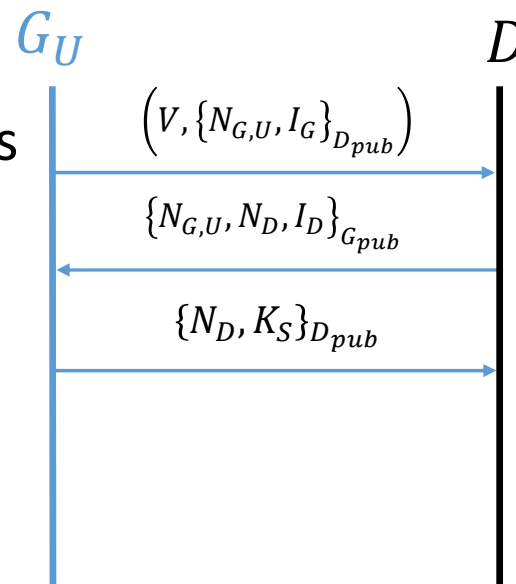 G_U D
s
(V, {N_{G,U}, I_G}_{D_{pub}})
{N_{G,U}, N_D, I_D}_{G_{pub}}
{N_D, K_S}_{D_{pub}}